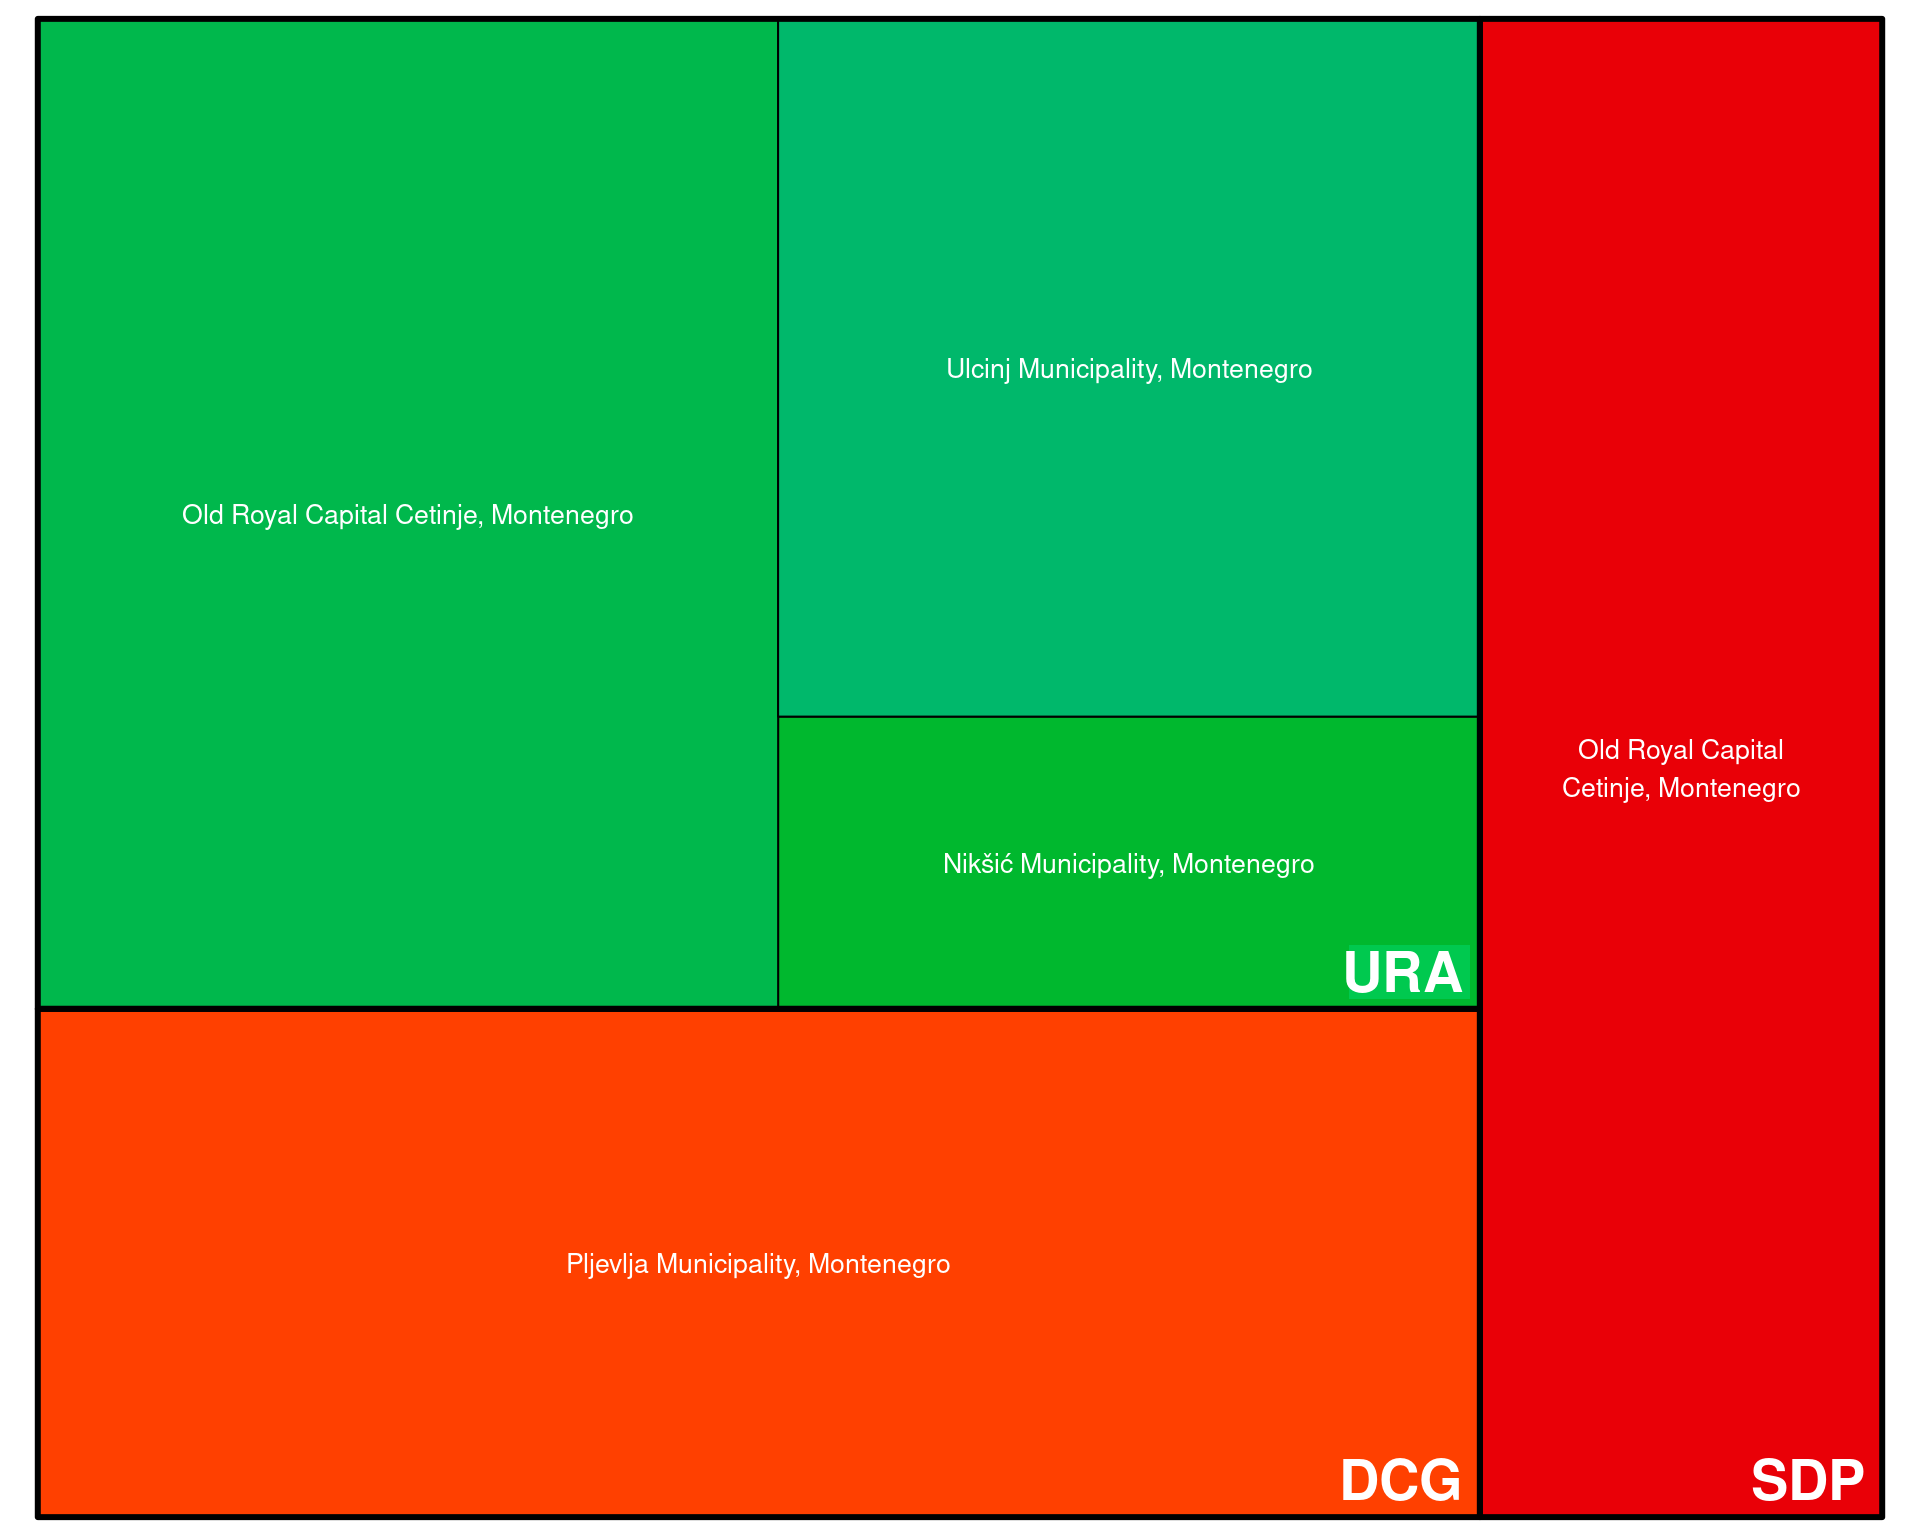 Old Royal Capital Cetinje, Montenegro
Ulcinj Municipality, Montenegro
Nikšić Municipality, Montenegro
URA
Pljevlja Municipality, Montenegro
DCG
Old Royal Capital
Cetinje, Montenegro
SDP